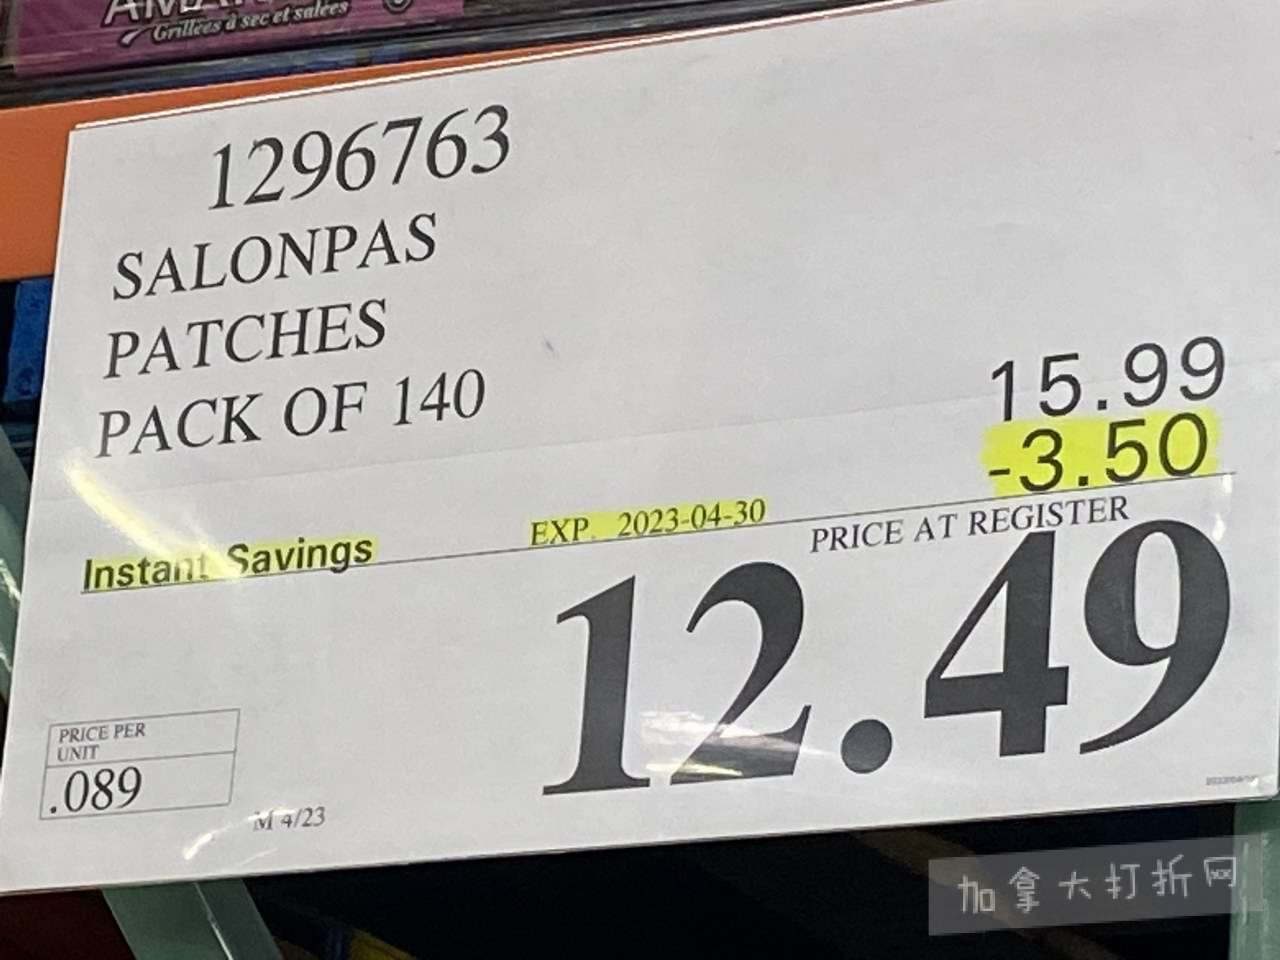 Grillées à sec et salées
1296763
SALONPAS
PATCHES
PACK OF 140
15.99
-3.50
Instant Savings
EXP. 2023-04-30
PRICE AT REGISTER
12.49
PRICE PER
UNIT
.089
M 4/23
加拿大打折网